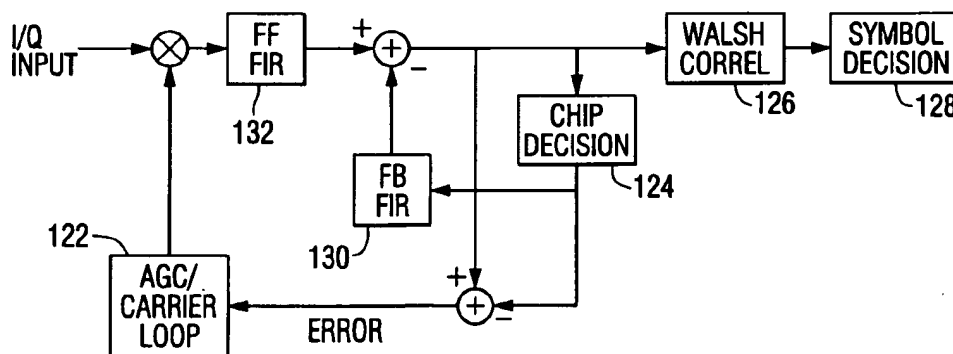 I/Q
INPUT
FF
FIR
132
+
+
-
WALSH
CORREL
126
SYMBOL
DECISION
128
CHIP
DECISION
124
FB
FIR
130
122
AGC/
CARRIER
LOOP
ERROR
+
+
-